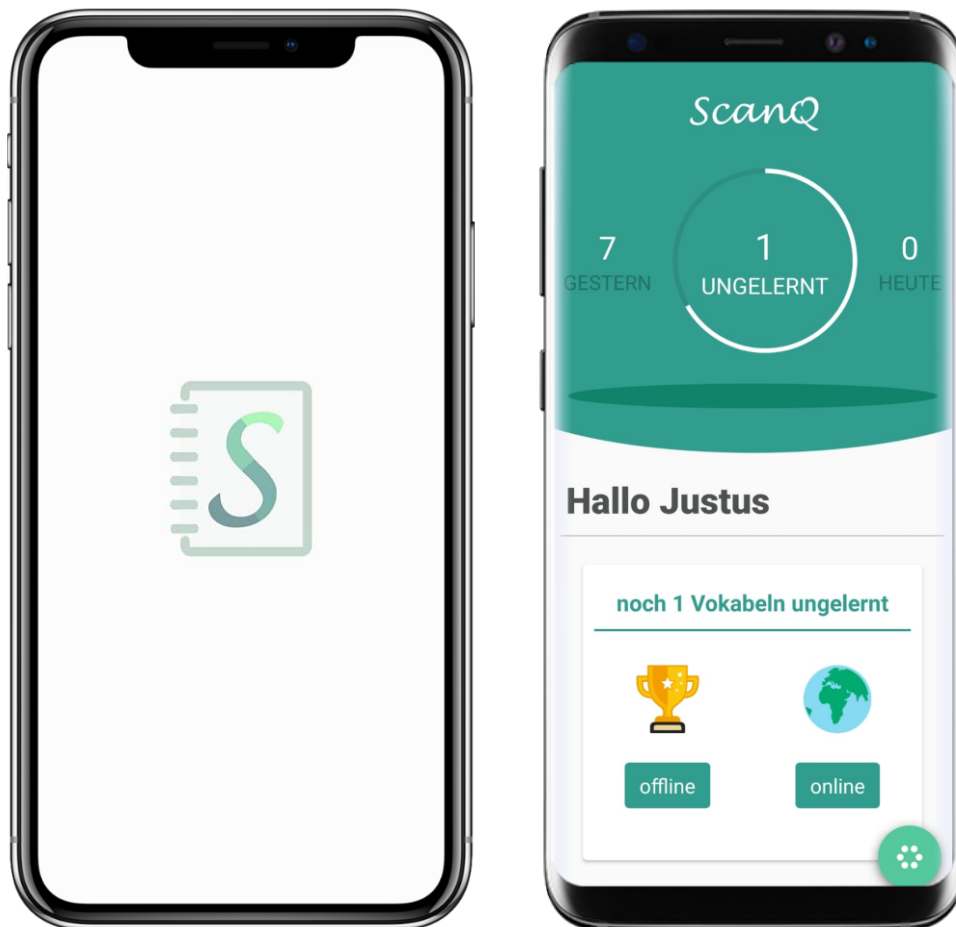 S
ScanQ
7
GESTERN
1
UNGELERNT
0
HEUTE
Hallo Justus
noch 1 Vokabeln ungelernt
offline
online